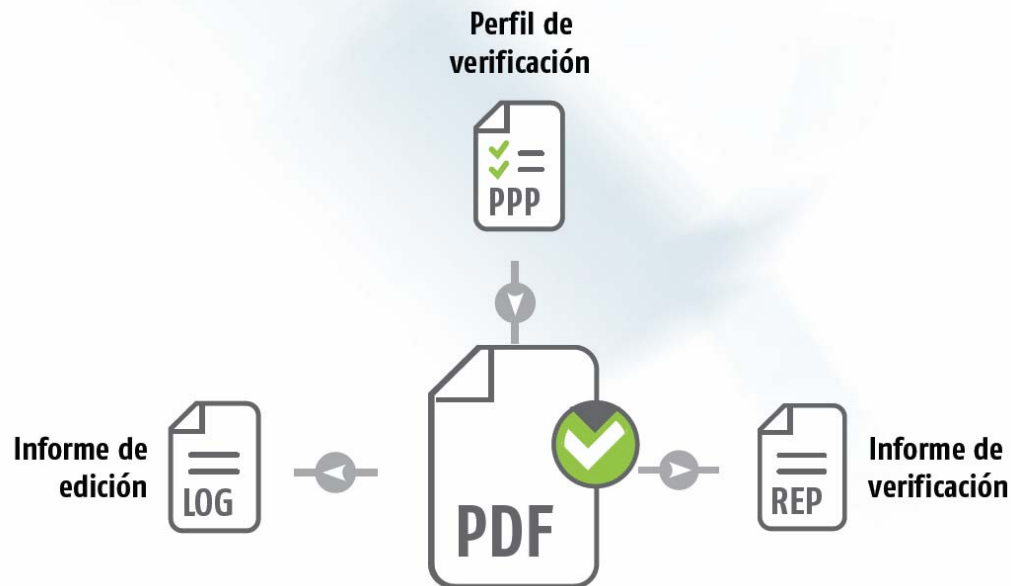 Perfil de
verificación
PPP
Informe de
edición
LOG
PDF
REP
Informe de
verificación